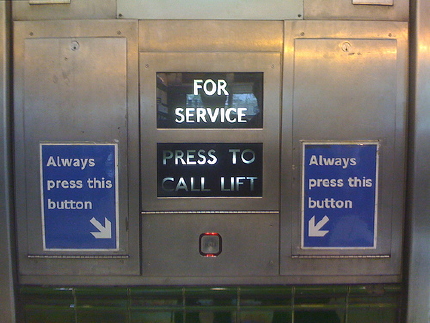 FOR
SERVICE
PRESS TO
CALL LIFT
Always
press this
button
Always
press this
button